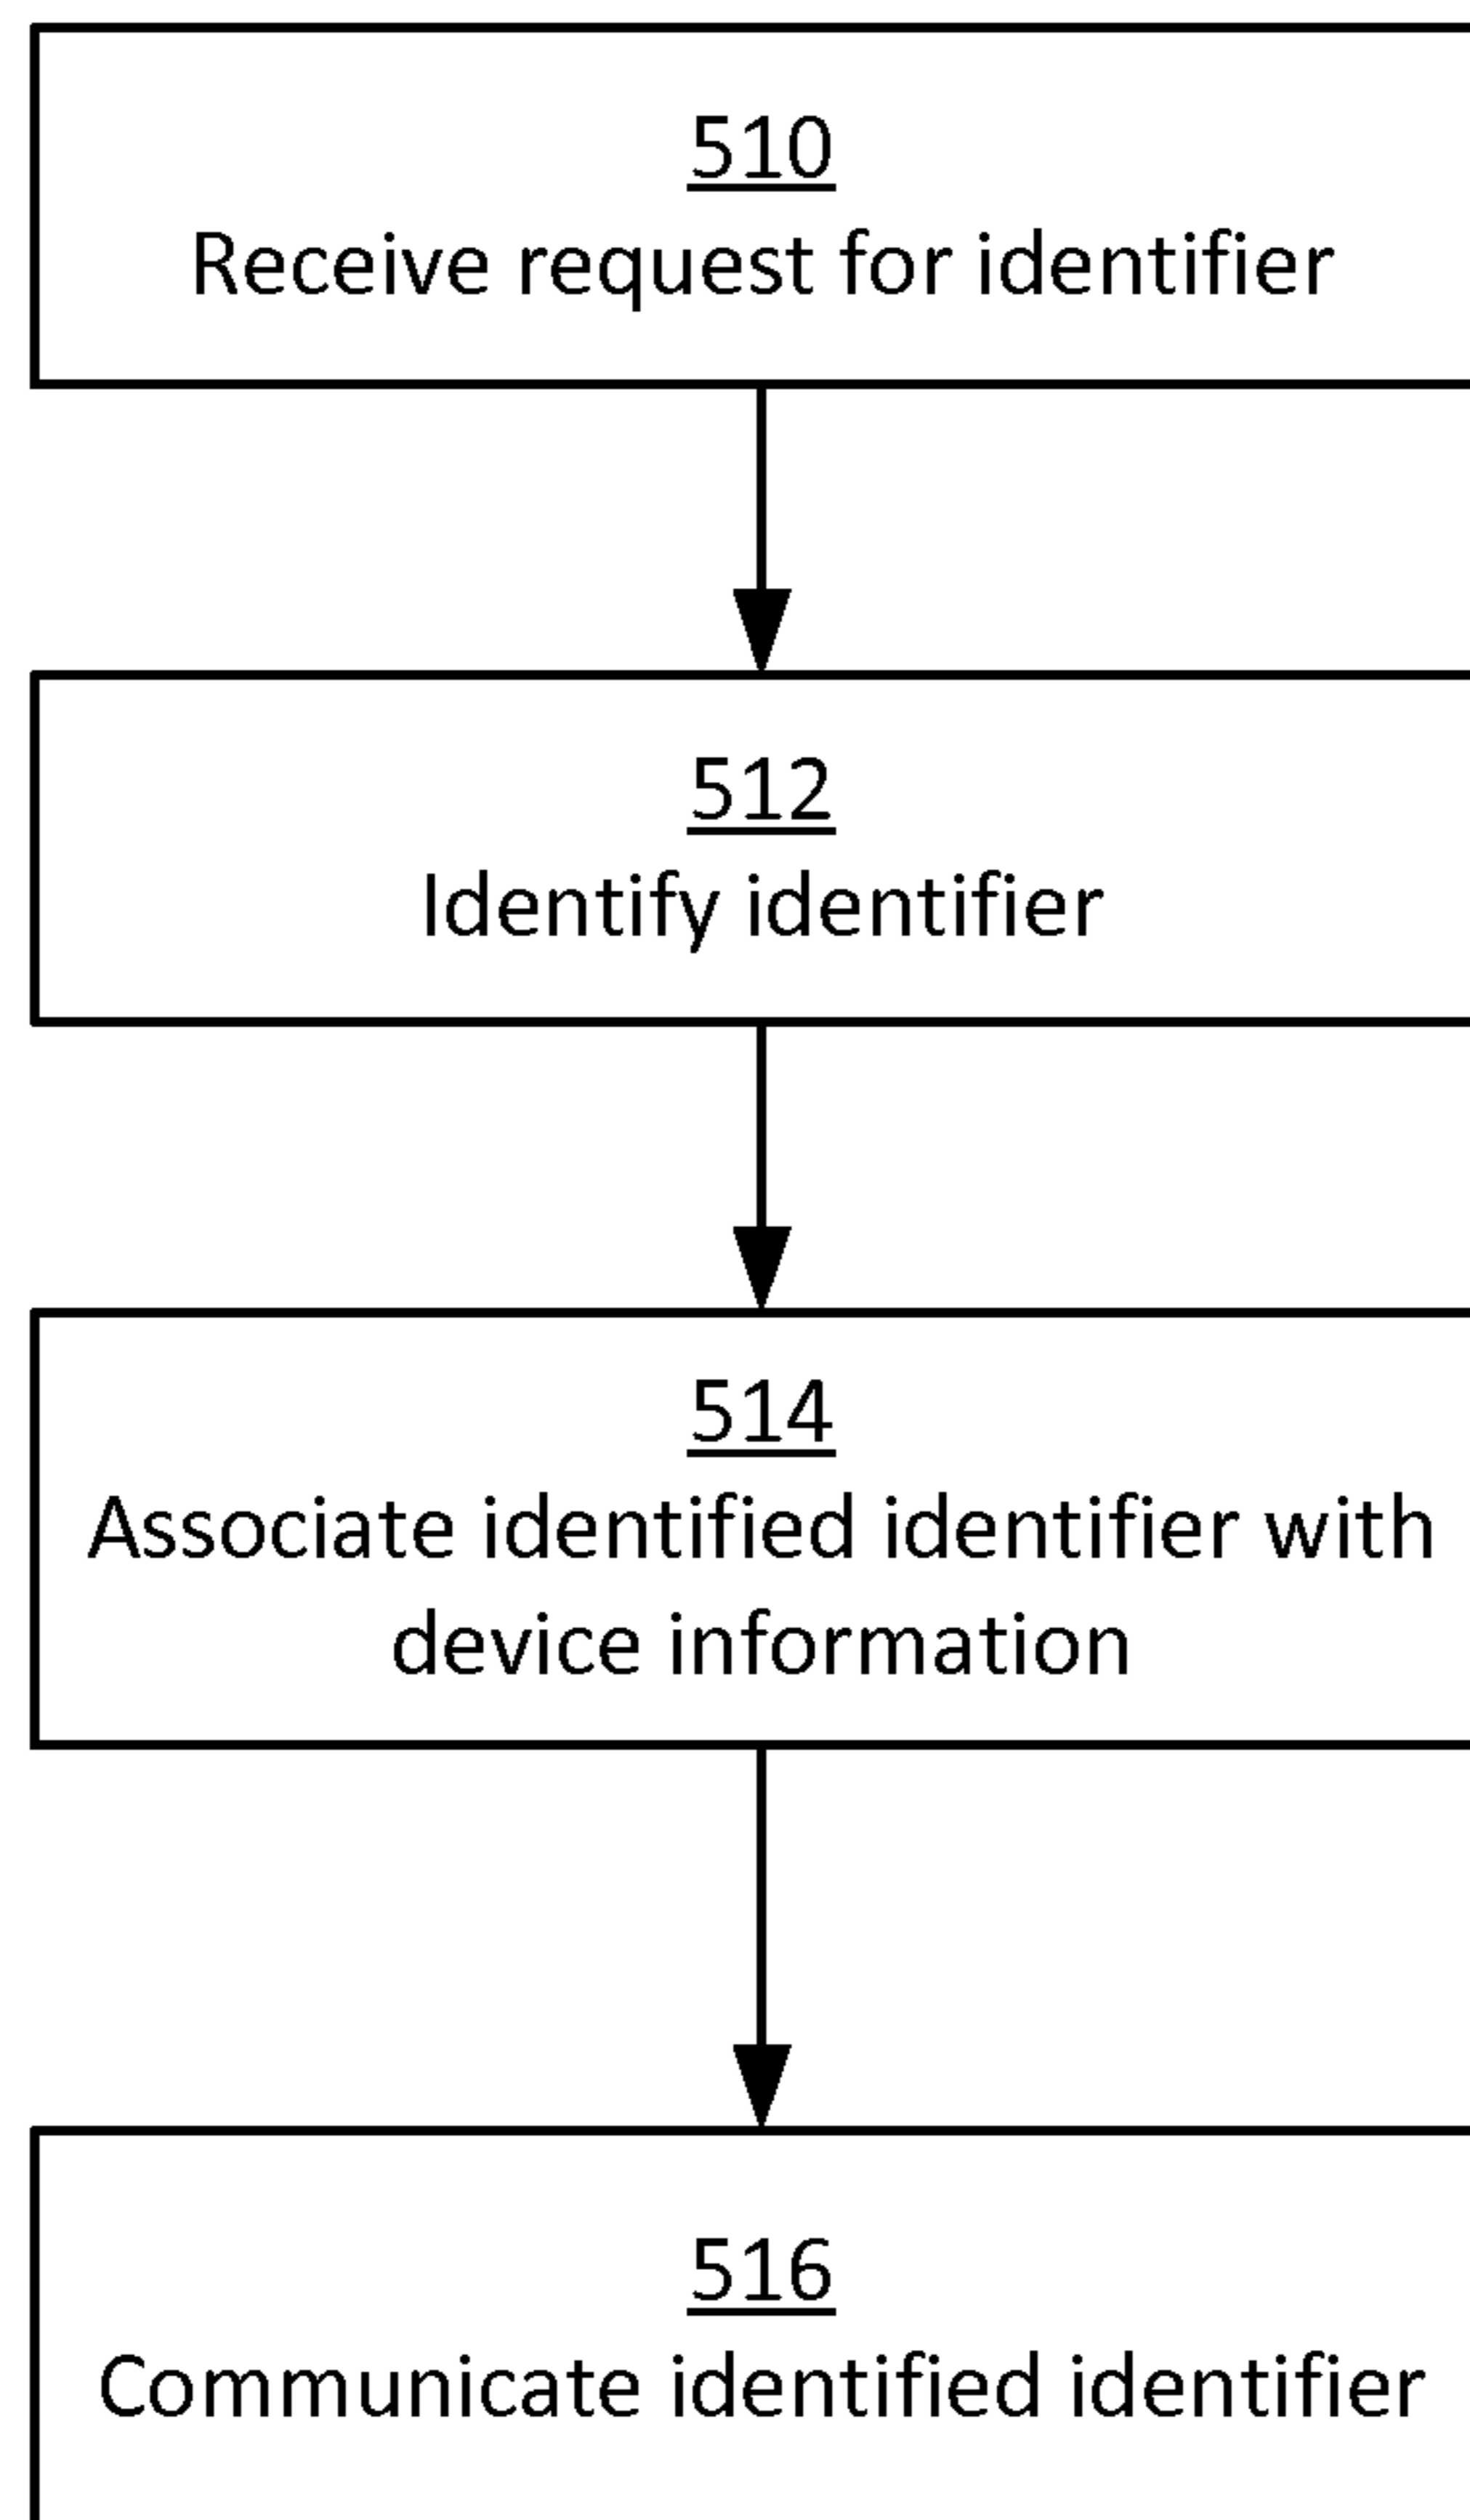 510
Receive request for identifier
512
Identify identifier
514
Associate identified identifier with
device information
516
Communicate identified identifier